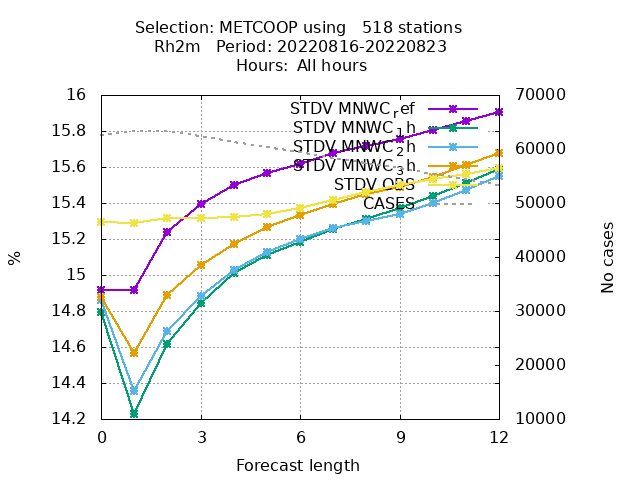 Selection: METCOOP using 518 stations
Rh2m Period: 20220816-20220823
Hours: All hours
16
15.8
15.6
15.4
15.2
15
14.8
14.6
14.4
14.2
%
STDV MNWC_ref
STDV MNWC_1h
STDV MNWC_2h
STDV MNWC_3h
STDV OBS
CASES
70000
60000
50000
40000
30000
20000
10000
No cases
0 3 6 9 12
Forecast length